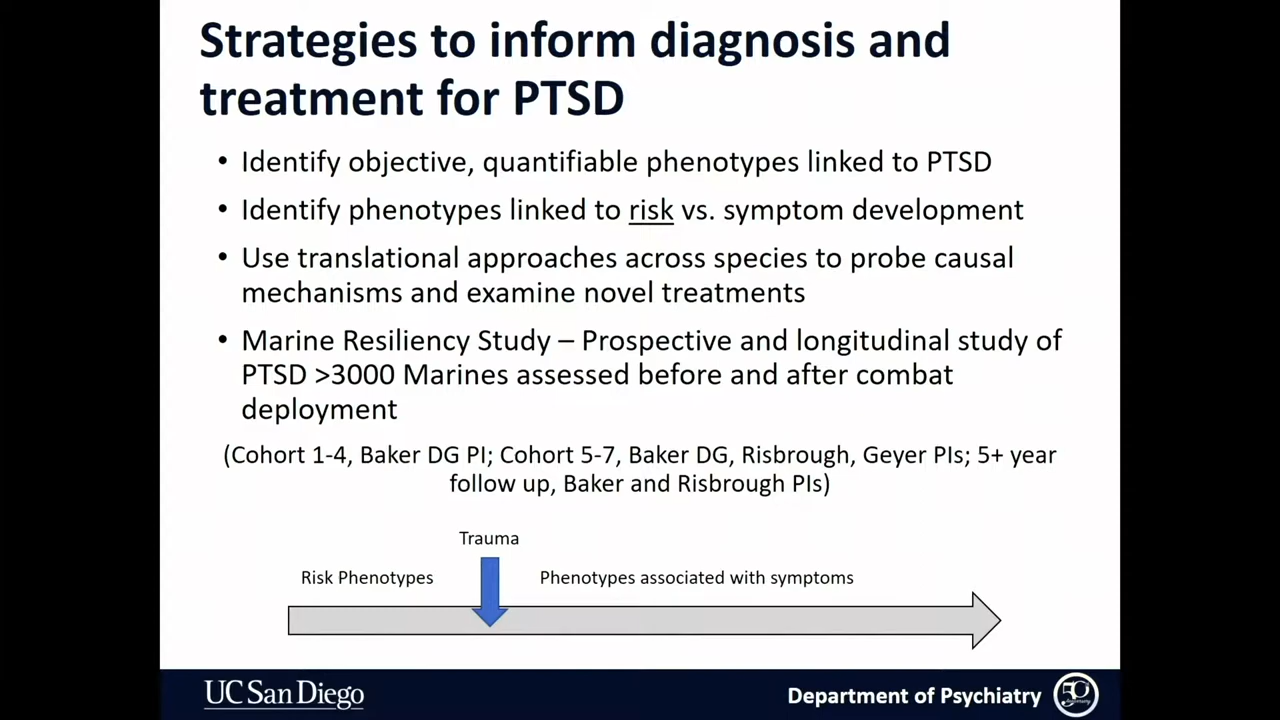 Strategies to inform diagnosis and
treatment for PTSD
• Identify objective, quantifiable phenotypes linked to PTSD
• Identify phenotypes linked to risk vs. symptom development
• Use translational approaches across species to probe causal
mechanisms and examine novel treatments
• Marine Resiliency Study – Prospective and longitudinal study of
PTSD >3000 Marines assessed before and after combat
deployment
(Cohort 1-4, Baker DG PI; Cohort 5-7, Baker DG, Risbrough, Geyer PIs; 5+ year
follow up, Baker and Risbrough PIs)
Trauma
Risk Phenotypes
Phenotypes associated with symptoms
UC San Diego
Department of Psychiatry
50